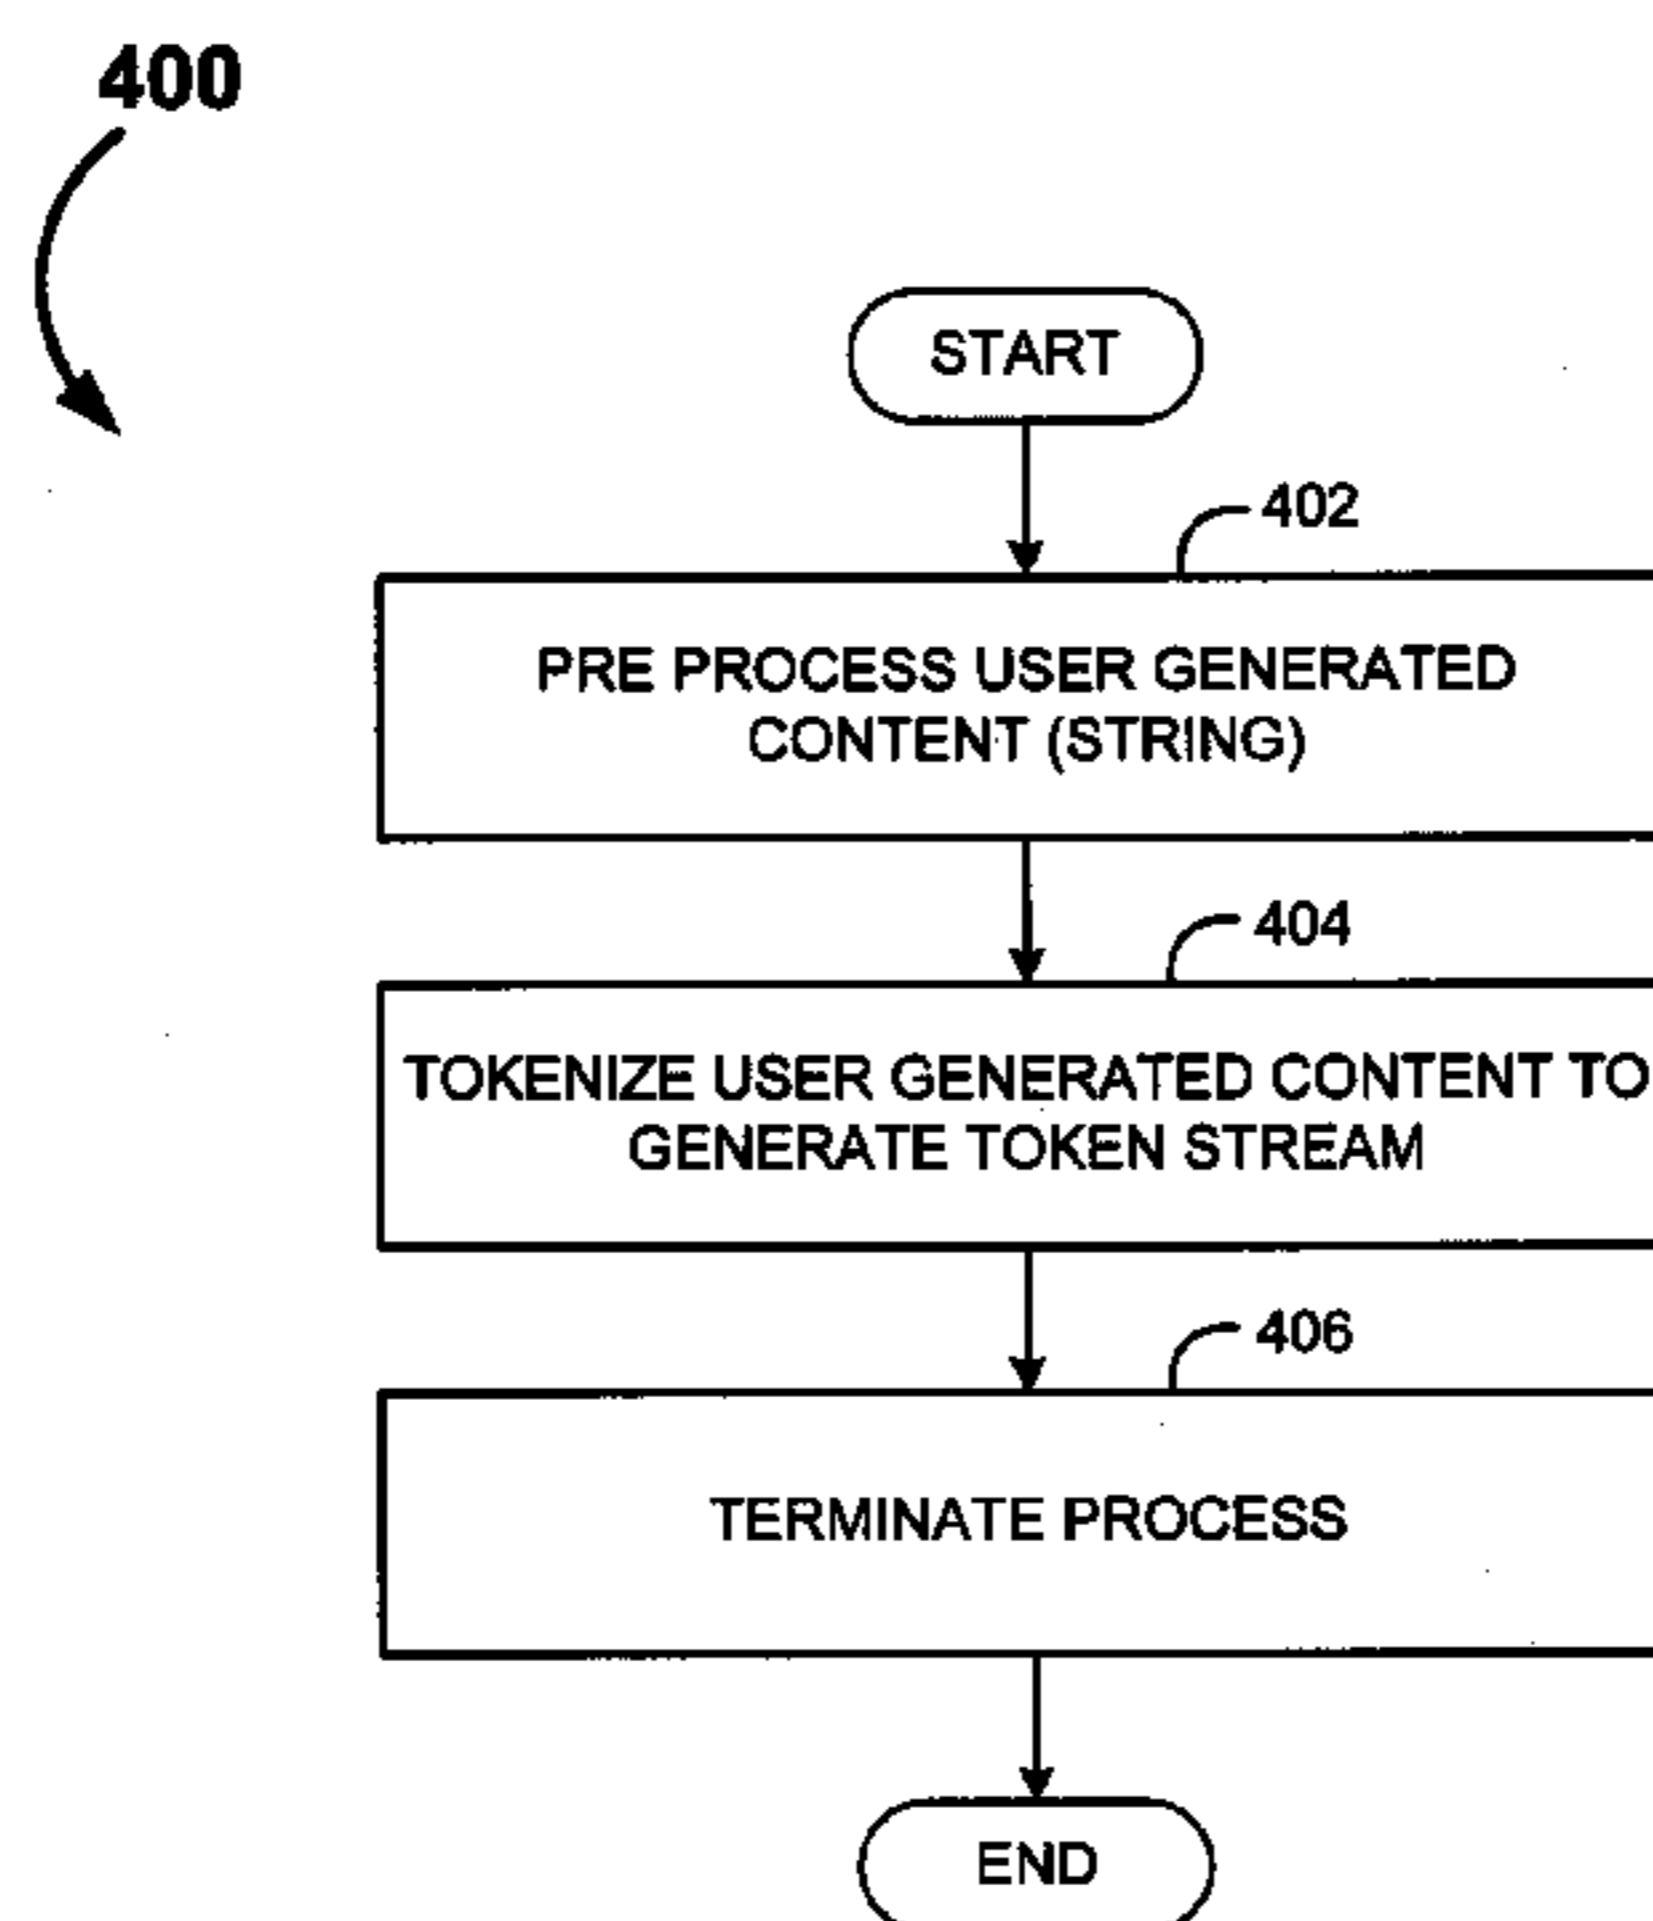 400
START
402
PRE PROCESS USER GENERATED
CONTENT (STRING)
404
TOKENIZE USER GENERATED CONTENT TO
GENERATE TOKEN STREAM
406
TERMINATE PROCESS
END